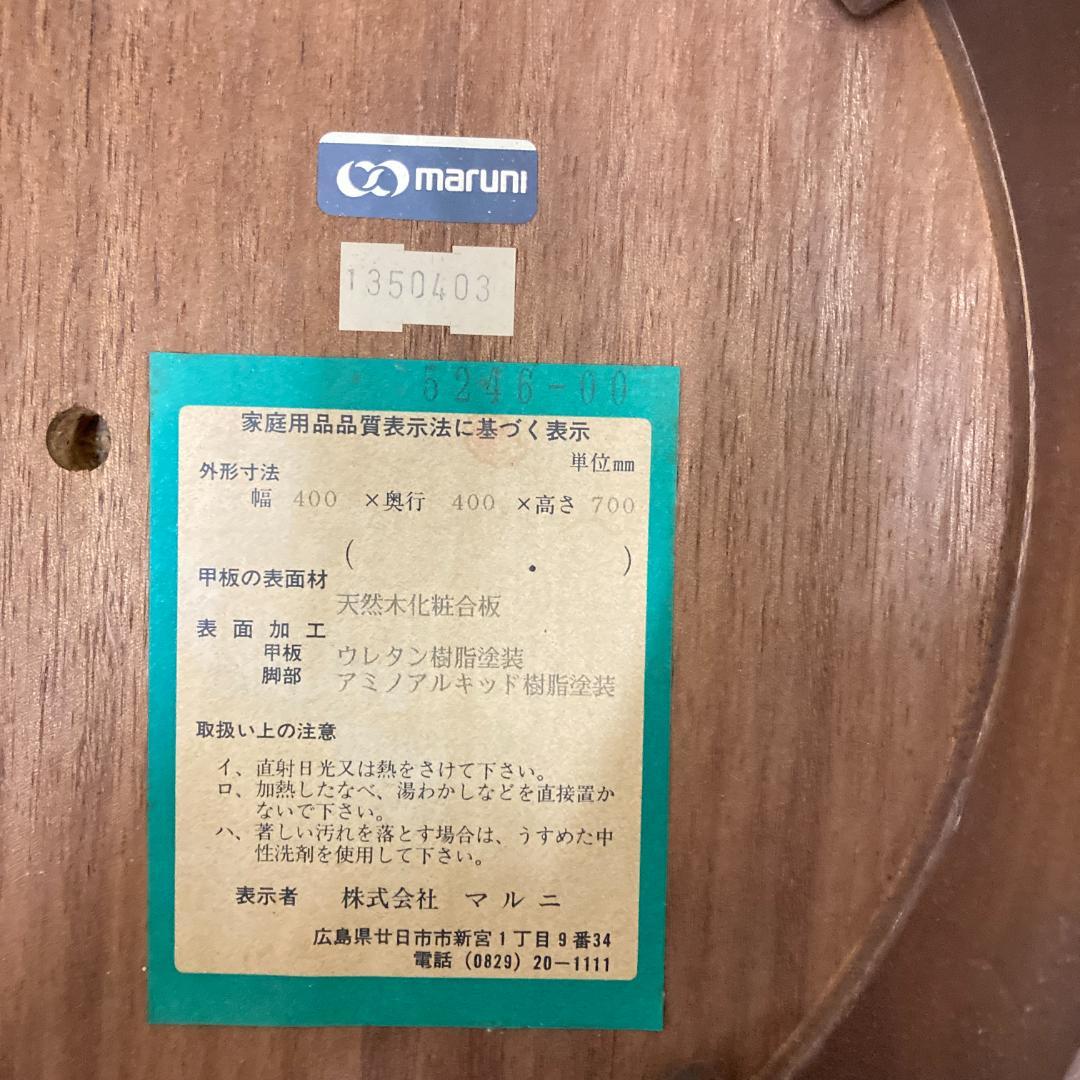 maruni
1350403
5246-00
家庭用品品質表示法に基づく表示
単位mm
外形寸法
幅 400 ×奥行 400 ×高さ 700
( ・ )
甲板の表面材
天然木化粧合板
表面加工
甲板 ウレタン樹脂塗装
脚部 アミノアルキッド樹脂塗装
取扱い上の注意
イ、直射日光又は熱をさけて下さい。
ロ、加熱したなべ、湯わかしなどを直接置か
ないで下さい。
ハ、著しい汚れを落とす場合は、うすめた中
性洗剤を使用して下さい。
表示者 株式会社 マルニ
広島県廿日市市新宮1丁目9番34
電話 (0829) 20-1111